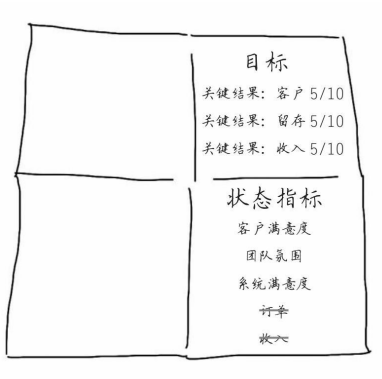 目标
关键结果：客户 5/10
关键结果：留存 5/10
关键结果：收入 5/10
状态指标
客户满意度
团队氛围
系统满意度
订单
收入